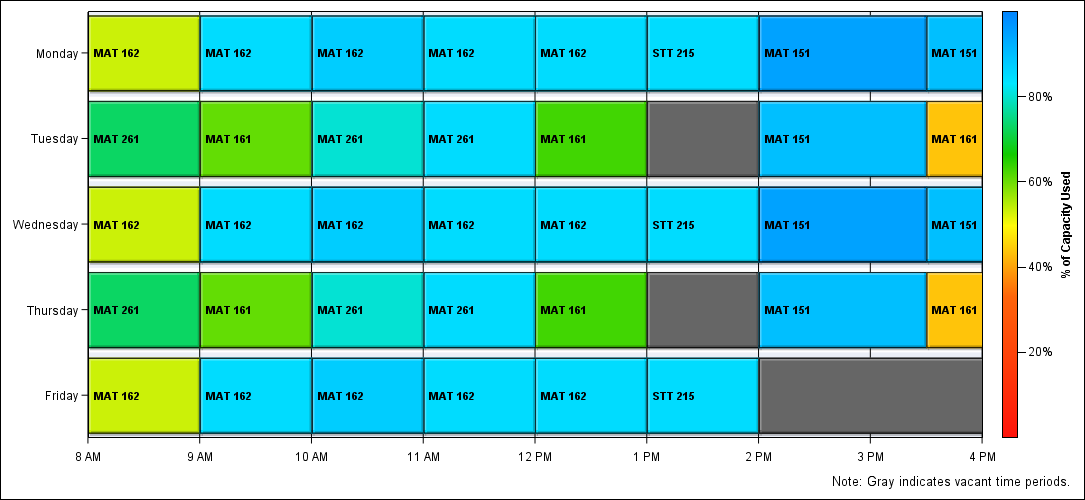 Monday
MAT 162 MAT 162 MAT 162 MAT 162 MAT 162 STT 215 MAT 151 MAT 151
80%
Tuesday
MAT 261 MAT 161 MAT 261 MAT 261 MAT 161 MAT 151 MAT 161
60%
Wednesday
MAT 162 MAT 162 MAT 162 MAT 162 MAT 162 STT 215 MAT 151 MAT 151
% of Capacity Used
40%
Thursday
MAT 261 MAT 161 MAT 261 MAT 261 MAT 161 MAT 151 MAT 161
20%
Friday
MAT 162 MAT 162 MAT 162 MAT 162 MAT 162 STT 215
8 AM 9 AM 10 AM 11 AM 12 PM 1 PM 2 PM 3 PM 4 PM
Note: Gray indicates vacant time periods.